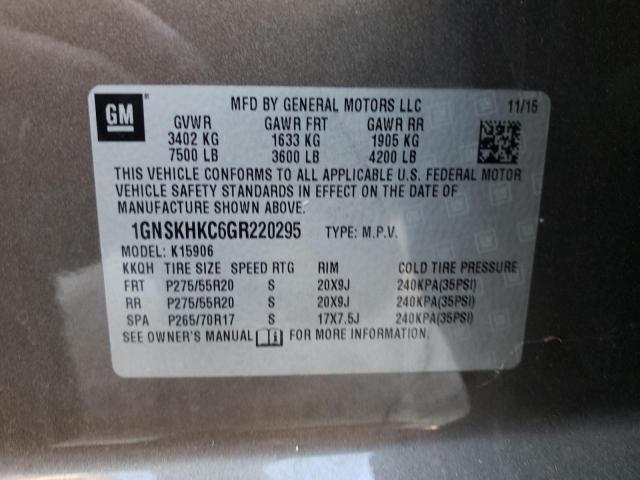 GM
MFD BY GENERAL MOTORS LLC 11/15
GVWR GAWR FRT GAWR RR
3402 KG 1633 KG 1905 KG
7500 LB 3600 LB 4200 LB
THIS VEHICLE CONFORMS TO ALL APPLICABLE U.S. FEDERAL MOTOR
VEHICLE SAFETY STANDARDS IN EFFECT ON THE DATE OF
MANUFACTURE SHOWN ABOVE.
1GNSKHKC6GR220295 TYPE: M.P.V.
MODEL: K15906
KKQH TIRE SIZE SPEED RTG RIM COLD TIRE PRESSURE
FRT P275/55R20 S 20X9J 240KPA(35PSI)
RR P275/55R20 S 20X9J 240KPA(35PSI)
SPA P265/70R17 S 17X7.5J 240KPA(35PSI)
SEE OWNER'S MANUAL FOR MORE INFORMATION.